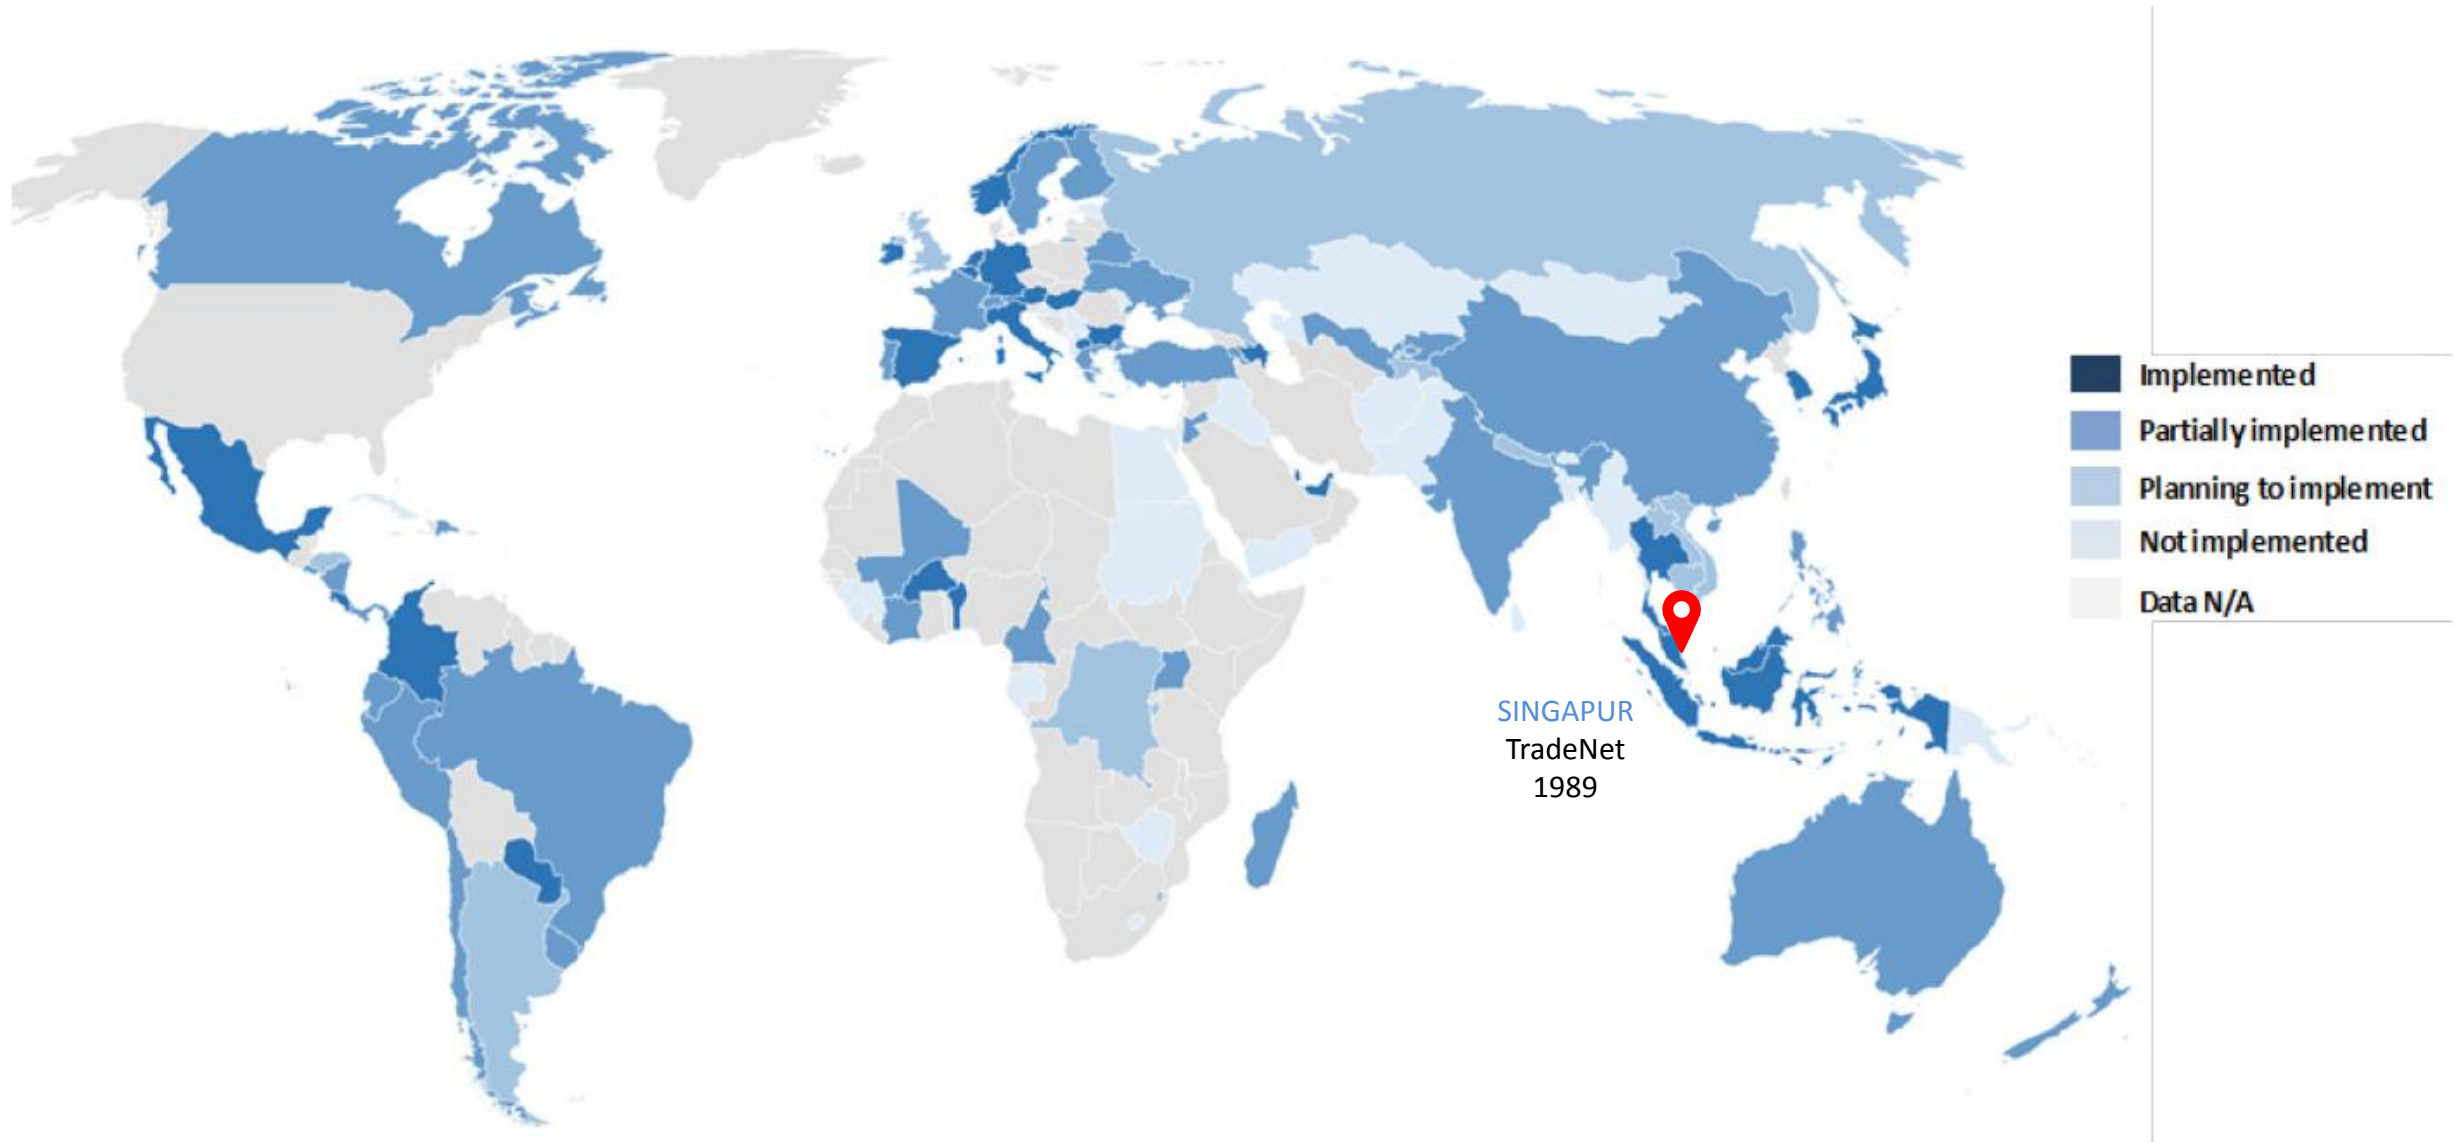 Implemented
Partially implemented
Planning to implement
Not implemented
Data N/A
SINGAPUR
TradeNet
1989